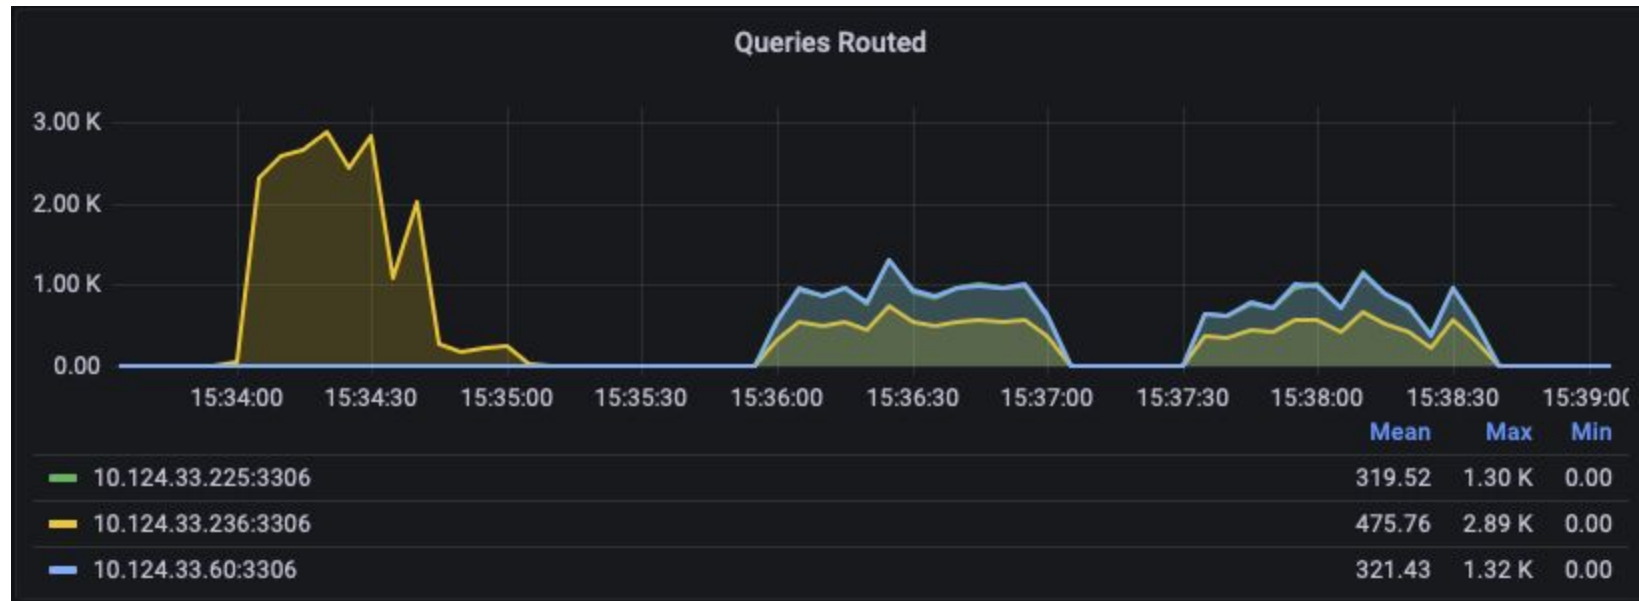 Queries Routed
3.00 K
2.00 K
1.00 K
0.00
15:34:00 15:34:30 15:35:00 15:35:30 15:36:00 15:36:30 15:37:00 15:37:30 15:38:00 15:38:30 15:39:0
Mean Max Min
10.124.33.225:3306 319.52 1.30 K 0.00
10.124.33.236:3306 475.76 2.89 K 0.00
10.124.33.60:3306 321.43 1.32 K 0.00